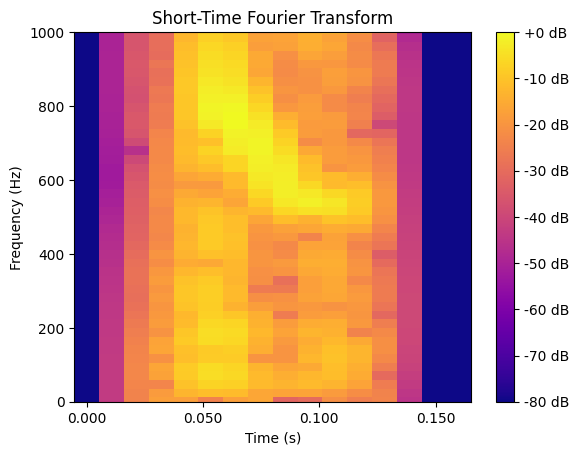 Short-Time Fourier Transform
Frequency (Hz)
1000
800
600
400
200
0
0.000
0.050
0.100
0.150
Time (s)
+0 dB
-10 dB
-20 dB
-30 dB
-40 dB
-50 dB
-60 dB
-70 dB
-80 dB